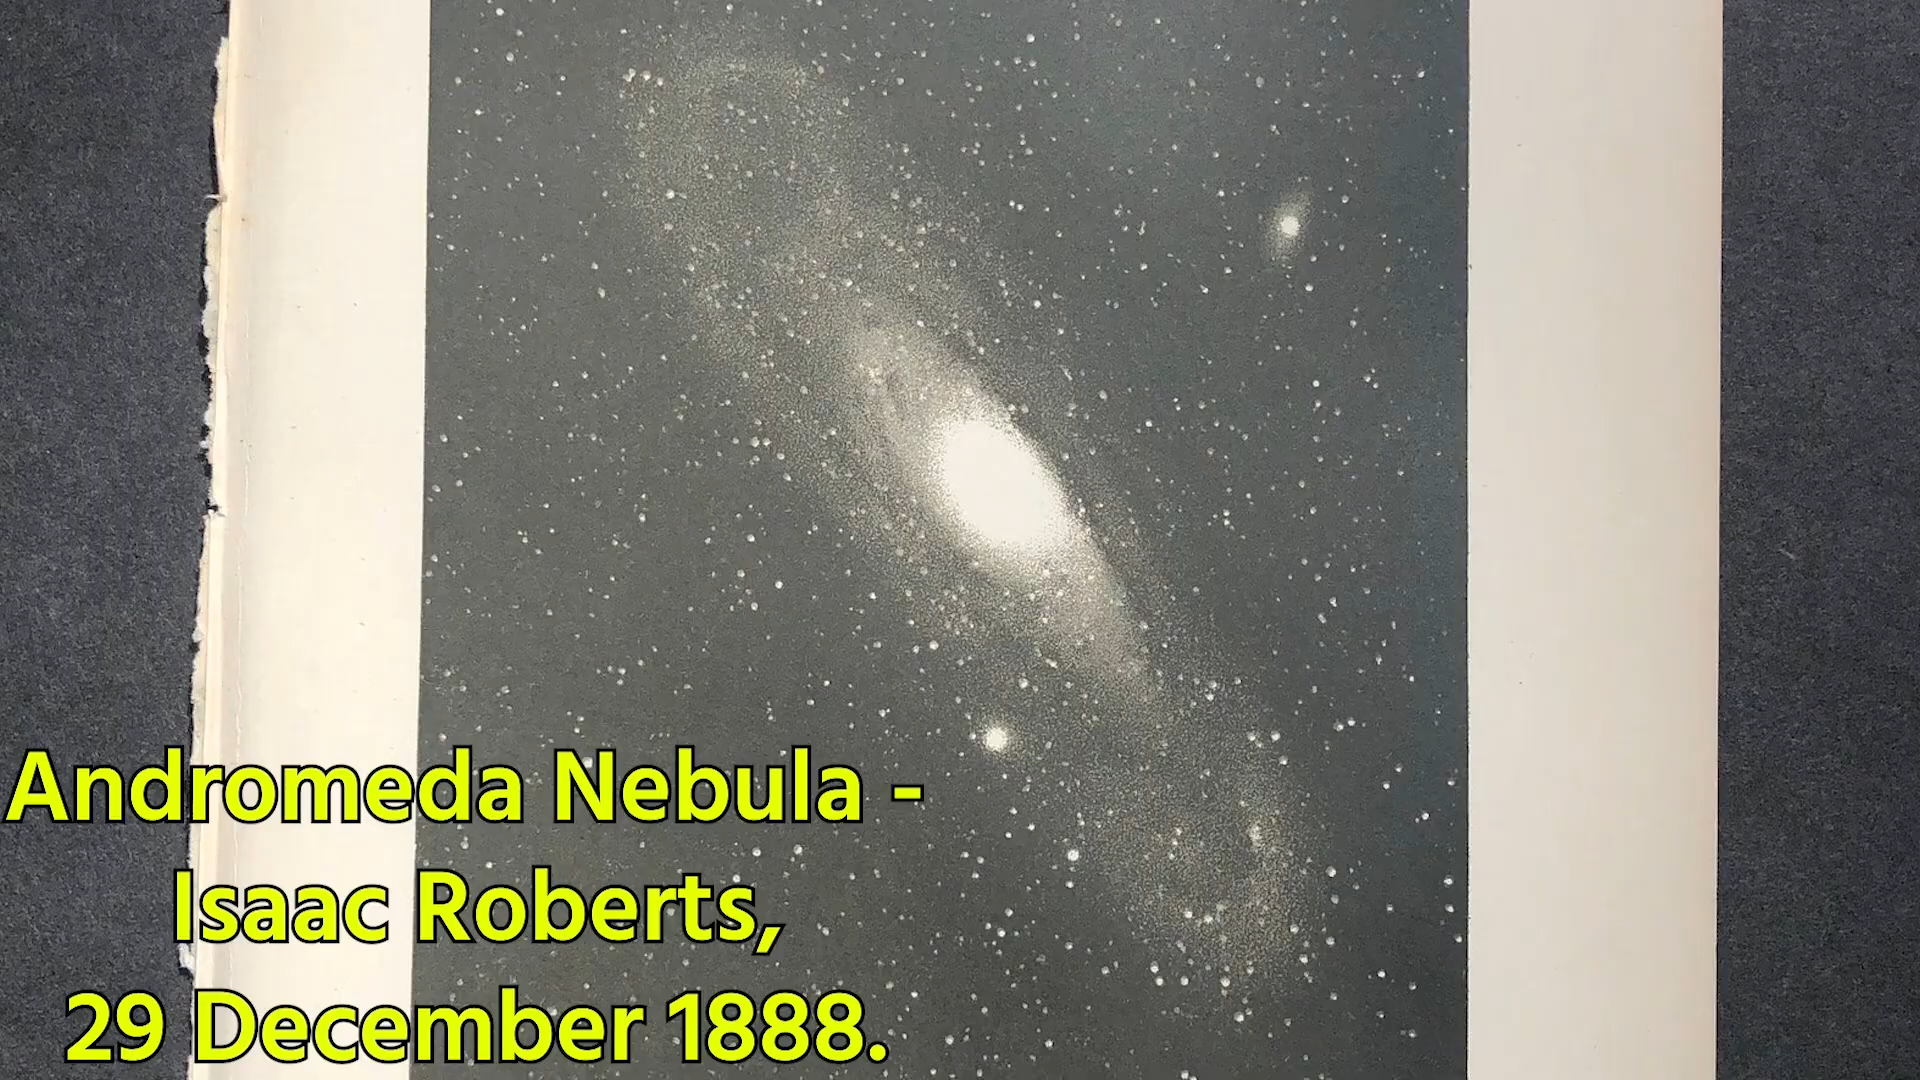 Andromeda Nebula -
Isaac Roberts,
29 December 1888.